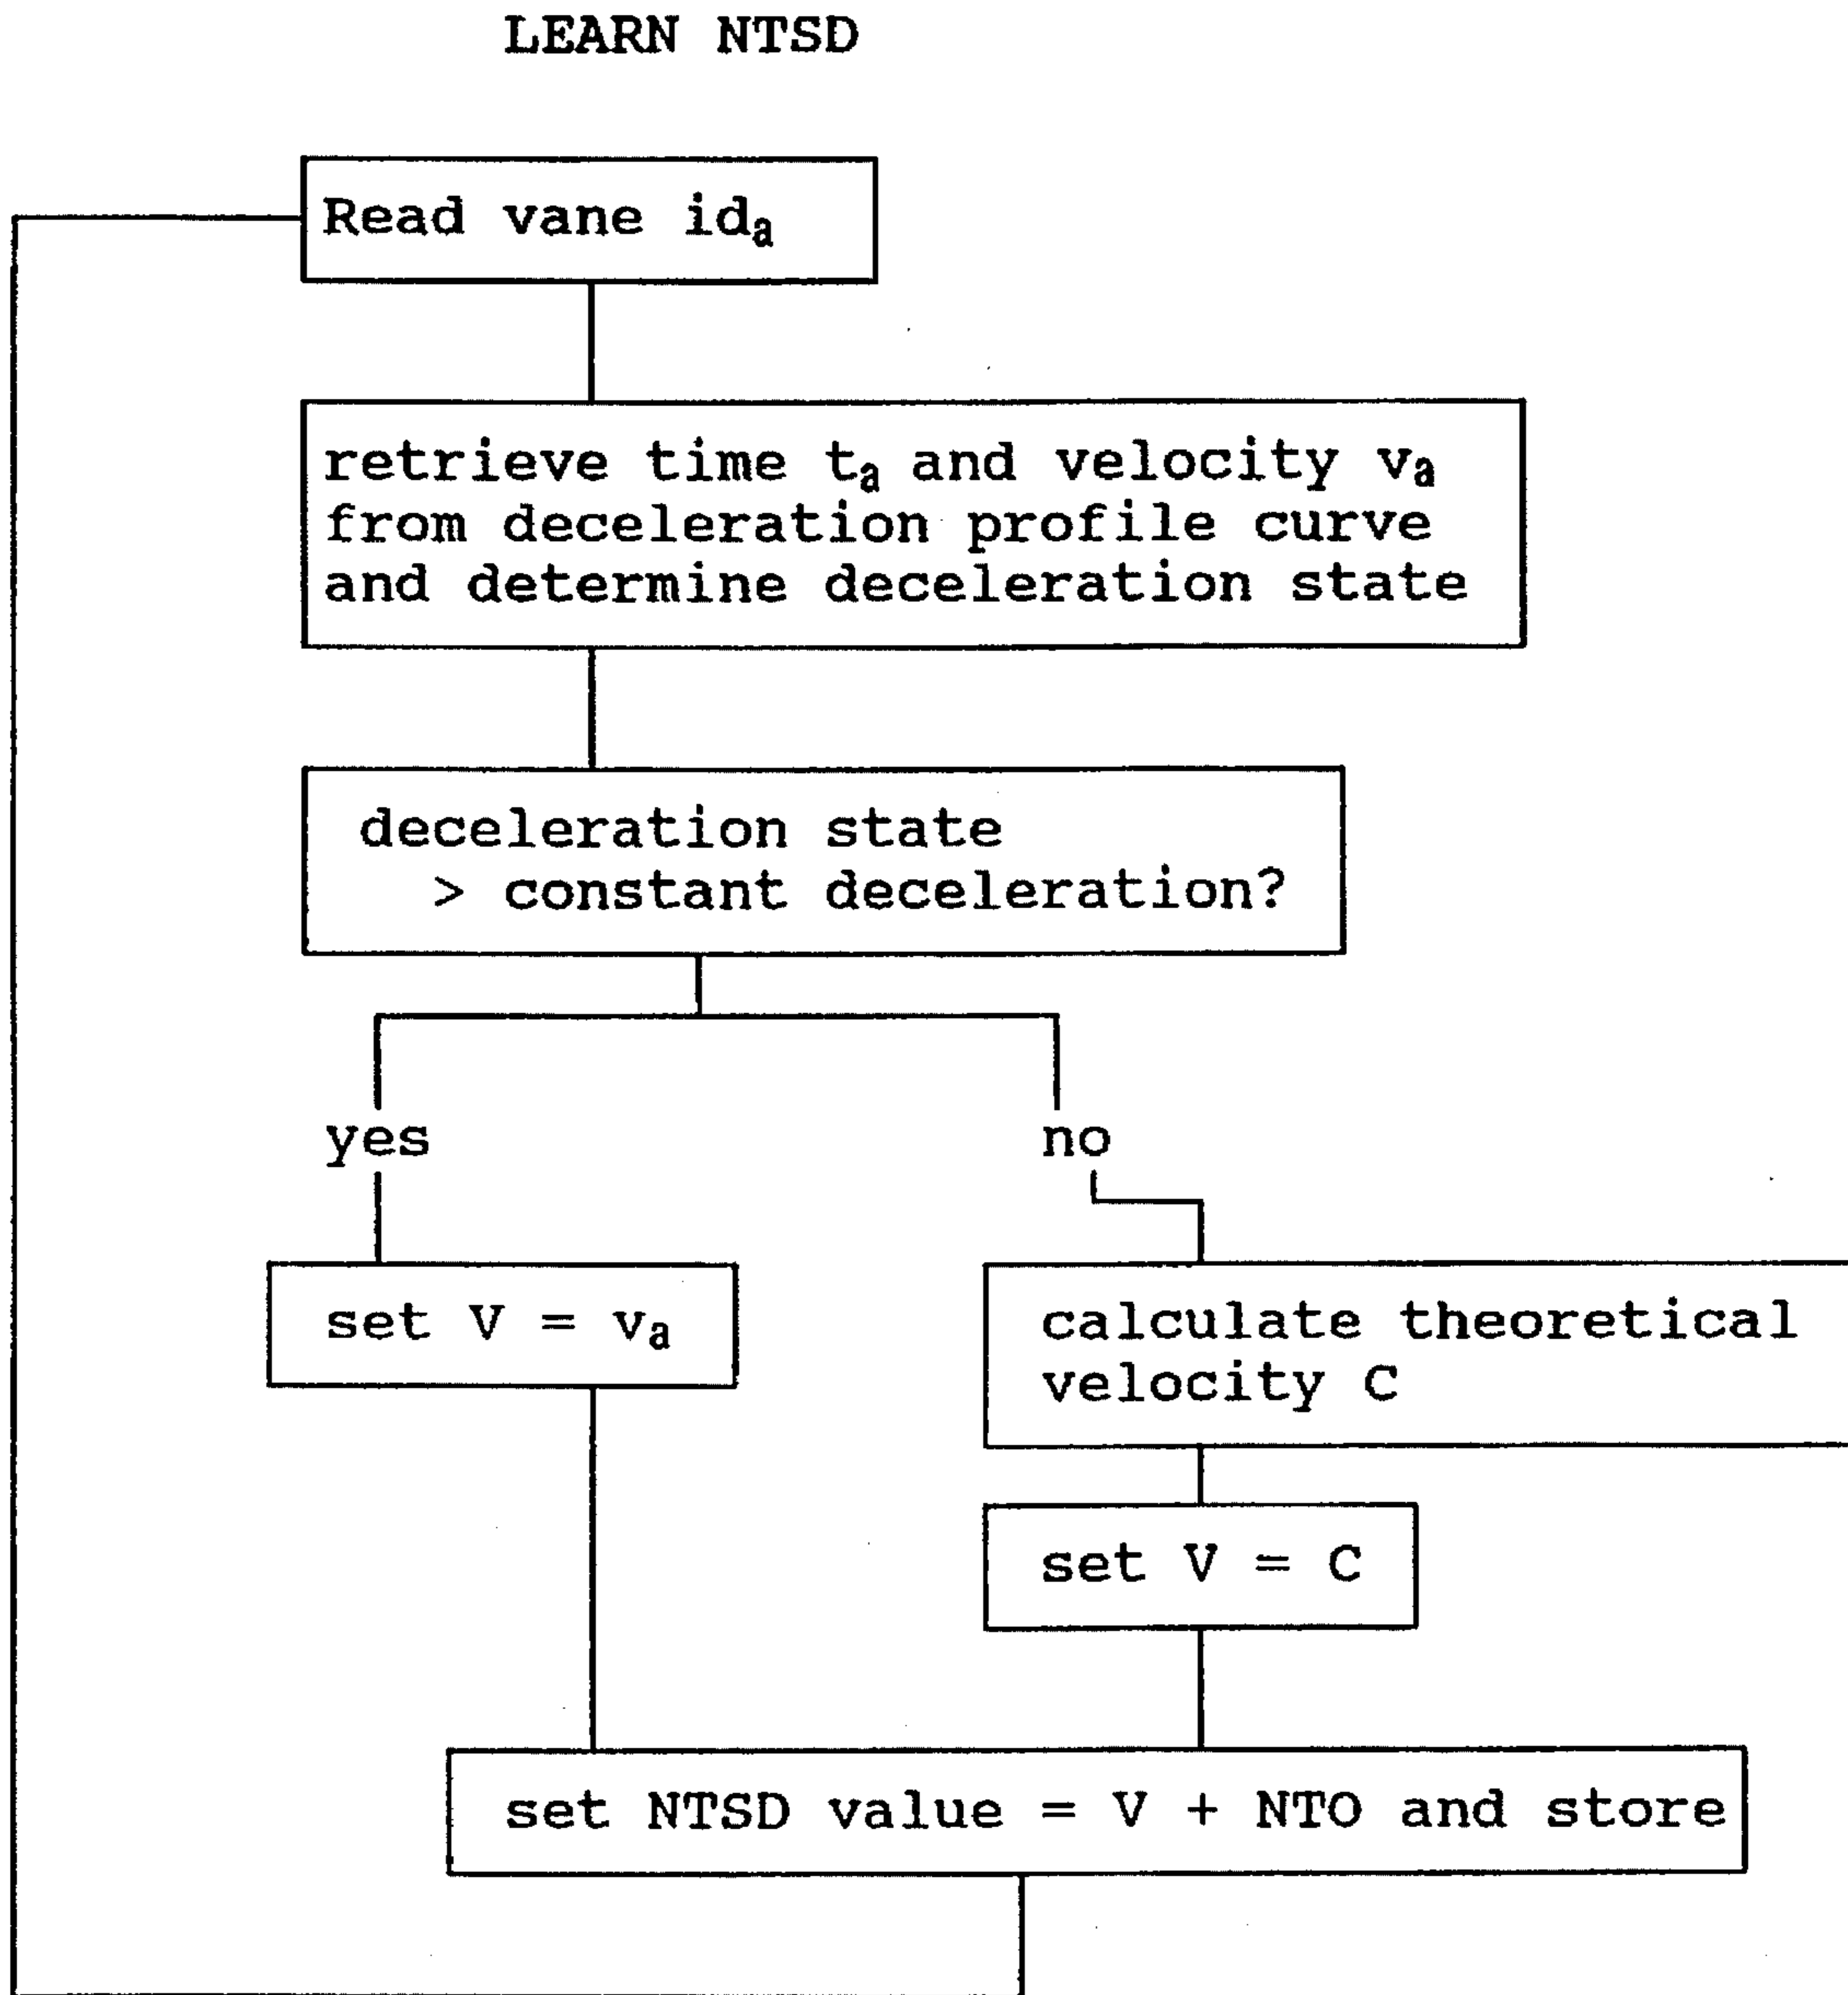 LEARN NTSD
Read vane idₐ
retrieve time tₐ and velocity vₐ
from deceleration profile curve
and determine deceleration state
deceleration state
> constant deceleration?
yes
no
set V = vₐ
calculate theoretical
velocity C
set V = C
set NTSD value = V + NTO and store